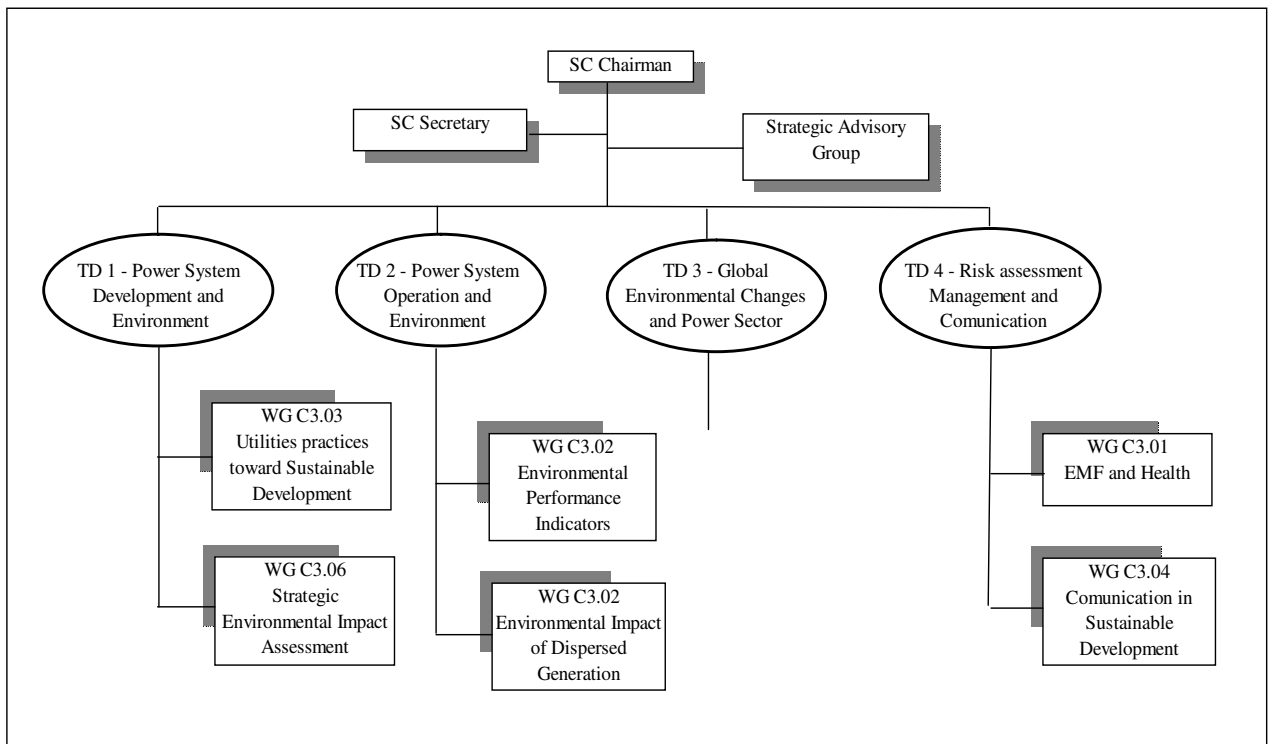 SC Chairman
SC Secretary
Strategic Advisory
Group
TD 1 - Power System
Development and
Environment
TD 2 - Power System
Operation and
Environment
TD 3 - Global
Environmental Changes
and Power Sector
TD 4 - Risk assessment
Management and
Comunication
WG C3.03
Utilities practices
toward Sustainable
Development
WG C3.06
Strategic
Environmental Impact
Assessment
WG C3.02
Environmental
Performance
Indicators
WG C3.02
Environmental Impact
of Dispersed
Generation
WG C3.01
EMF and Health
WG C3.04
Comunication in
Sustainable
Development